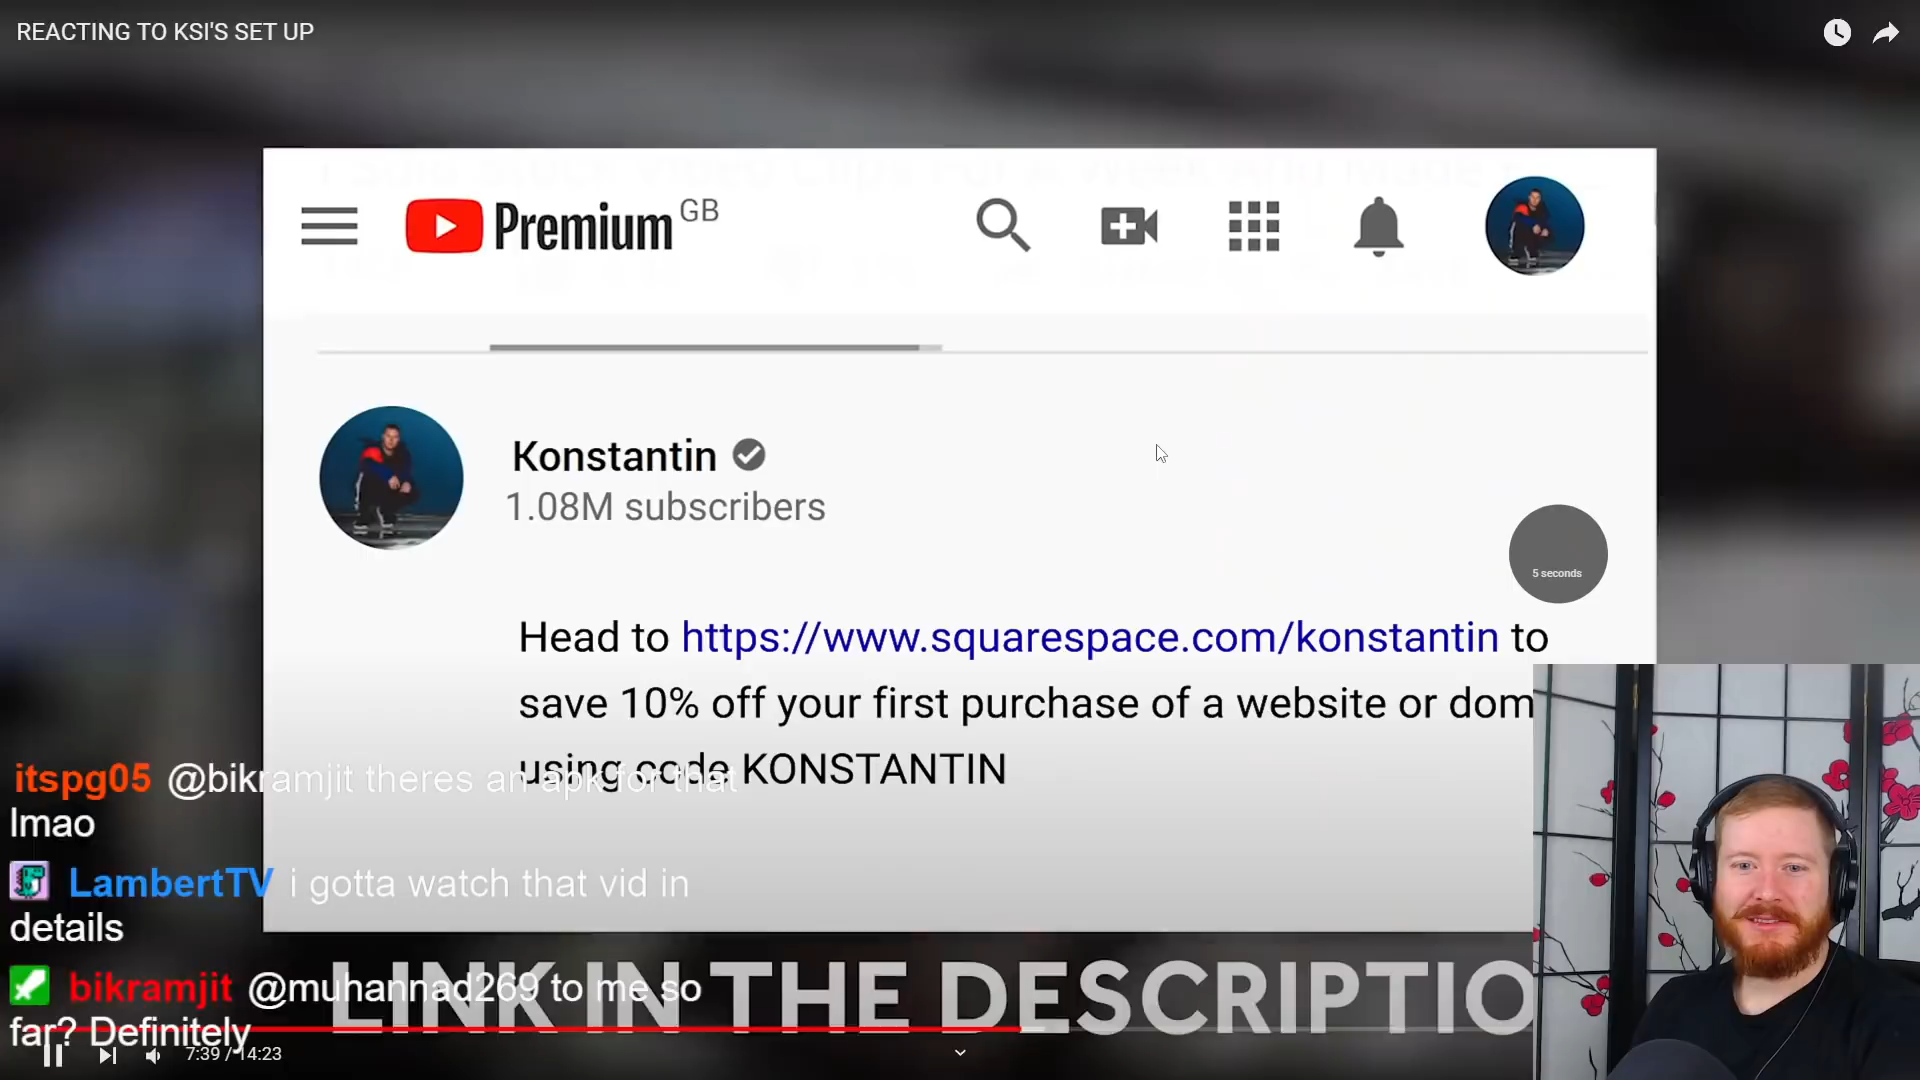 REACTING TO KSI'S SET UP
Premium GB
Konstantin
1.08M subscribers
5 seconds
Head to https://www.squarespace.com/konstantin to
save 10% off your first purchase of a website or dom
using code KONSTANTIN
itspg05 @bikramjit theres an apk for that
lmao
LambertTV i gotta watch that vid in
details
bikramjit @muhannad269 to me so
far? Definitely
LINK IN THE DESCRIPTIO
7:39 / 14:23